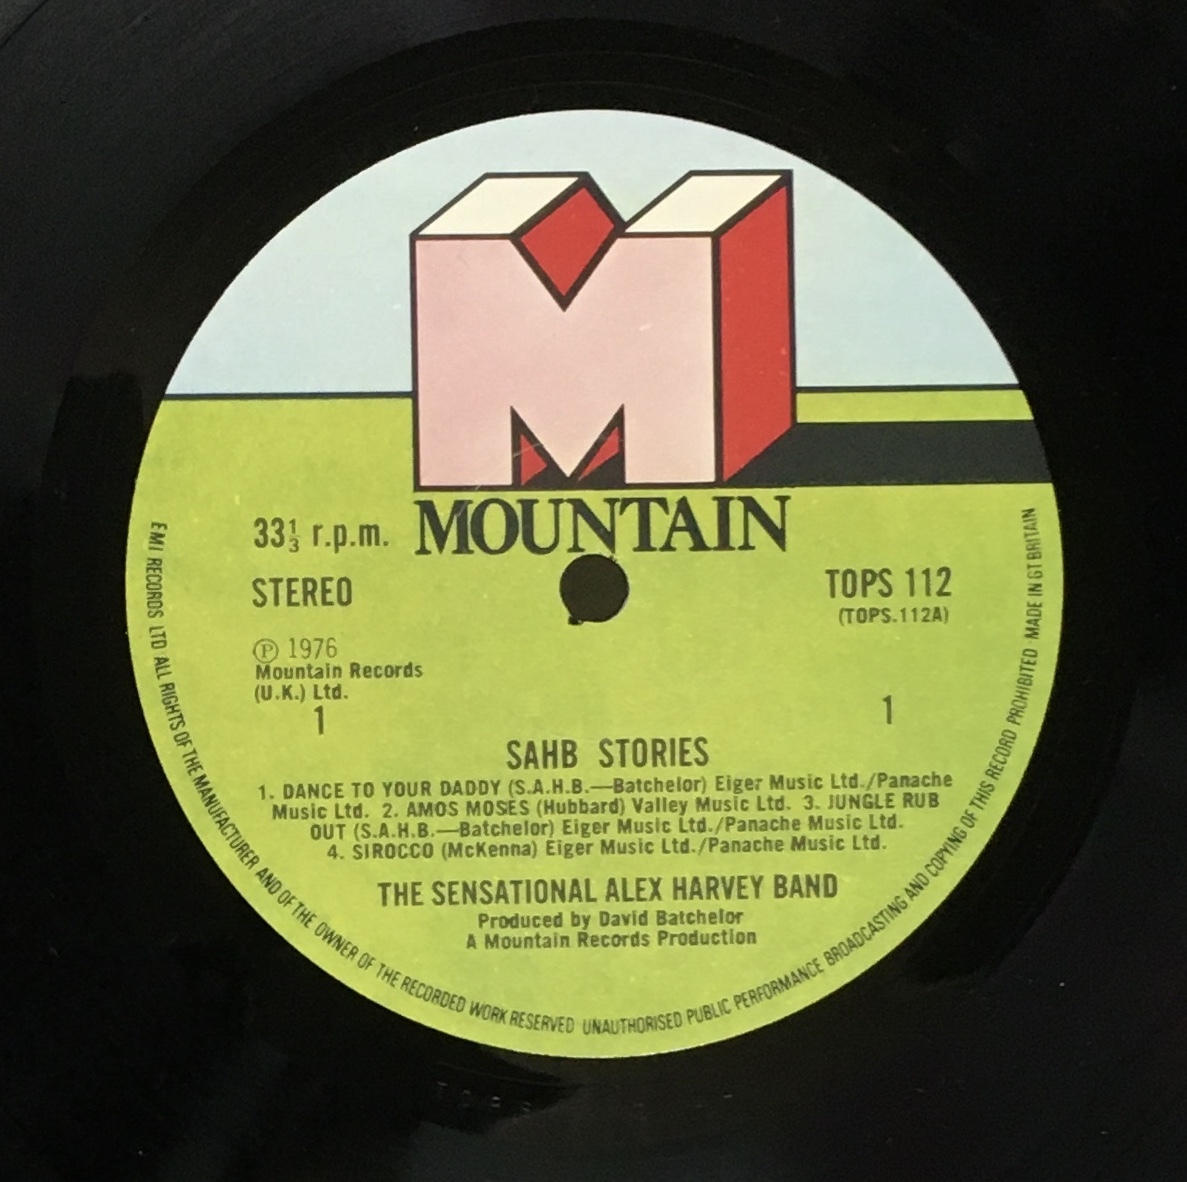 M
MOUNTAIN
33⅓ r.p.m.
STEREO
TOPS 112
(TOPS.112A)
Ⓟ 1976
Mountain Records
(U.K.) Ltd.
1
1
SAHB STORIES
1. DANCE TO YOUR DADDY (S.A.H.B.—Batchelor) Eiger Music Ltd./Panache
Music Ltd. 2. AMOS MOSES (Hubbard) Valley Music Ltd. 3. JUNGLE RUB
OUT (S.A.H.B.—Batchelor) Eiger Music Ltd./Panache Music Ltd.
4. SIROCCO (McKenna) Eiger Music Ltd./Panache Music Ltd.
THE SENSATIONAL ALEX HARVEY BAND
Produced by David Batchelor
A Mountain Records Production
EMI RECORDS LTD ALL RIGHTS OF THE MANUFACTURER AND OF THE OWNER OF THE RECORDED WORK RESERVED UNAUTHORISED PUBLIC PERFORMANCE BROADCASTING AND COPYING OF THIS RECORD PROHIBITED · MADE IN GT BRITAIN